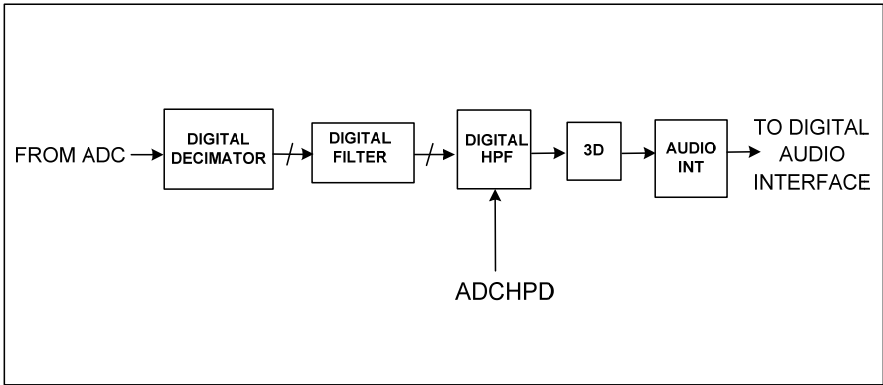 FROM ADC
DIGITAL
DECIMATOR
DIGITAL
FILTER
DIGITAL
HPF
3D
AUDIO
INT
TO DIGITAL
AUDIO
INTERFACE
ADCHPD